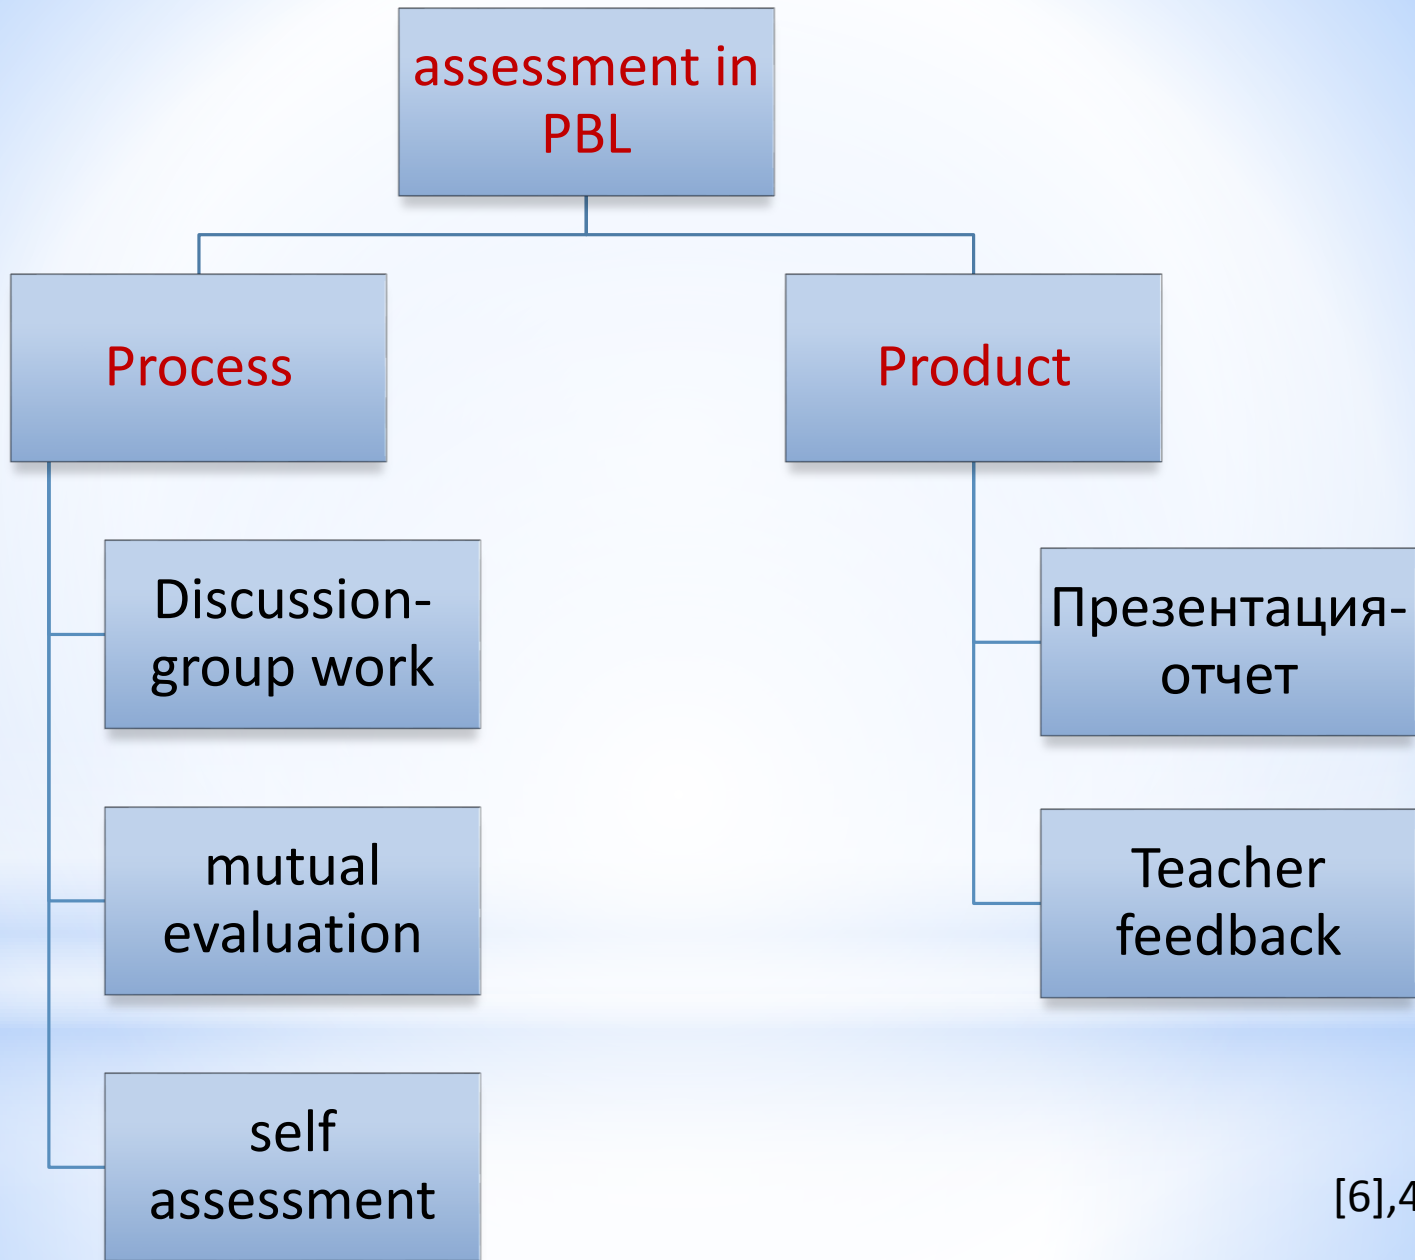 assessment in
PBL
Process
Product
Discussion-
group work
mutual
evaluation
self
assessment
Презентация-
отчет
Teacher
feedback
[6],4